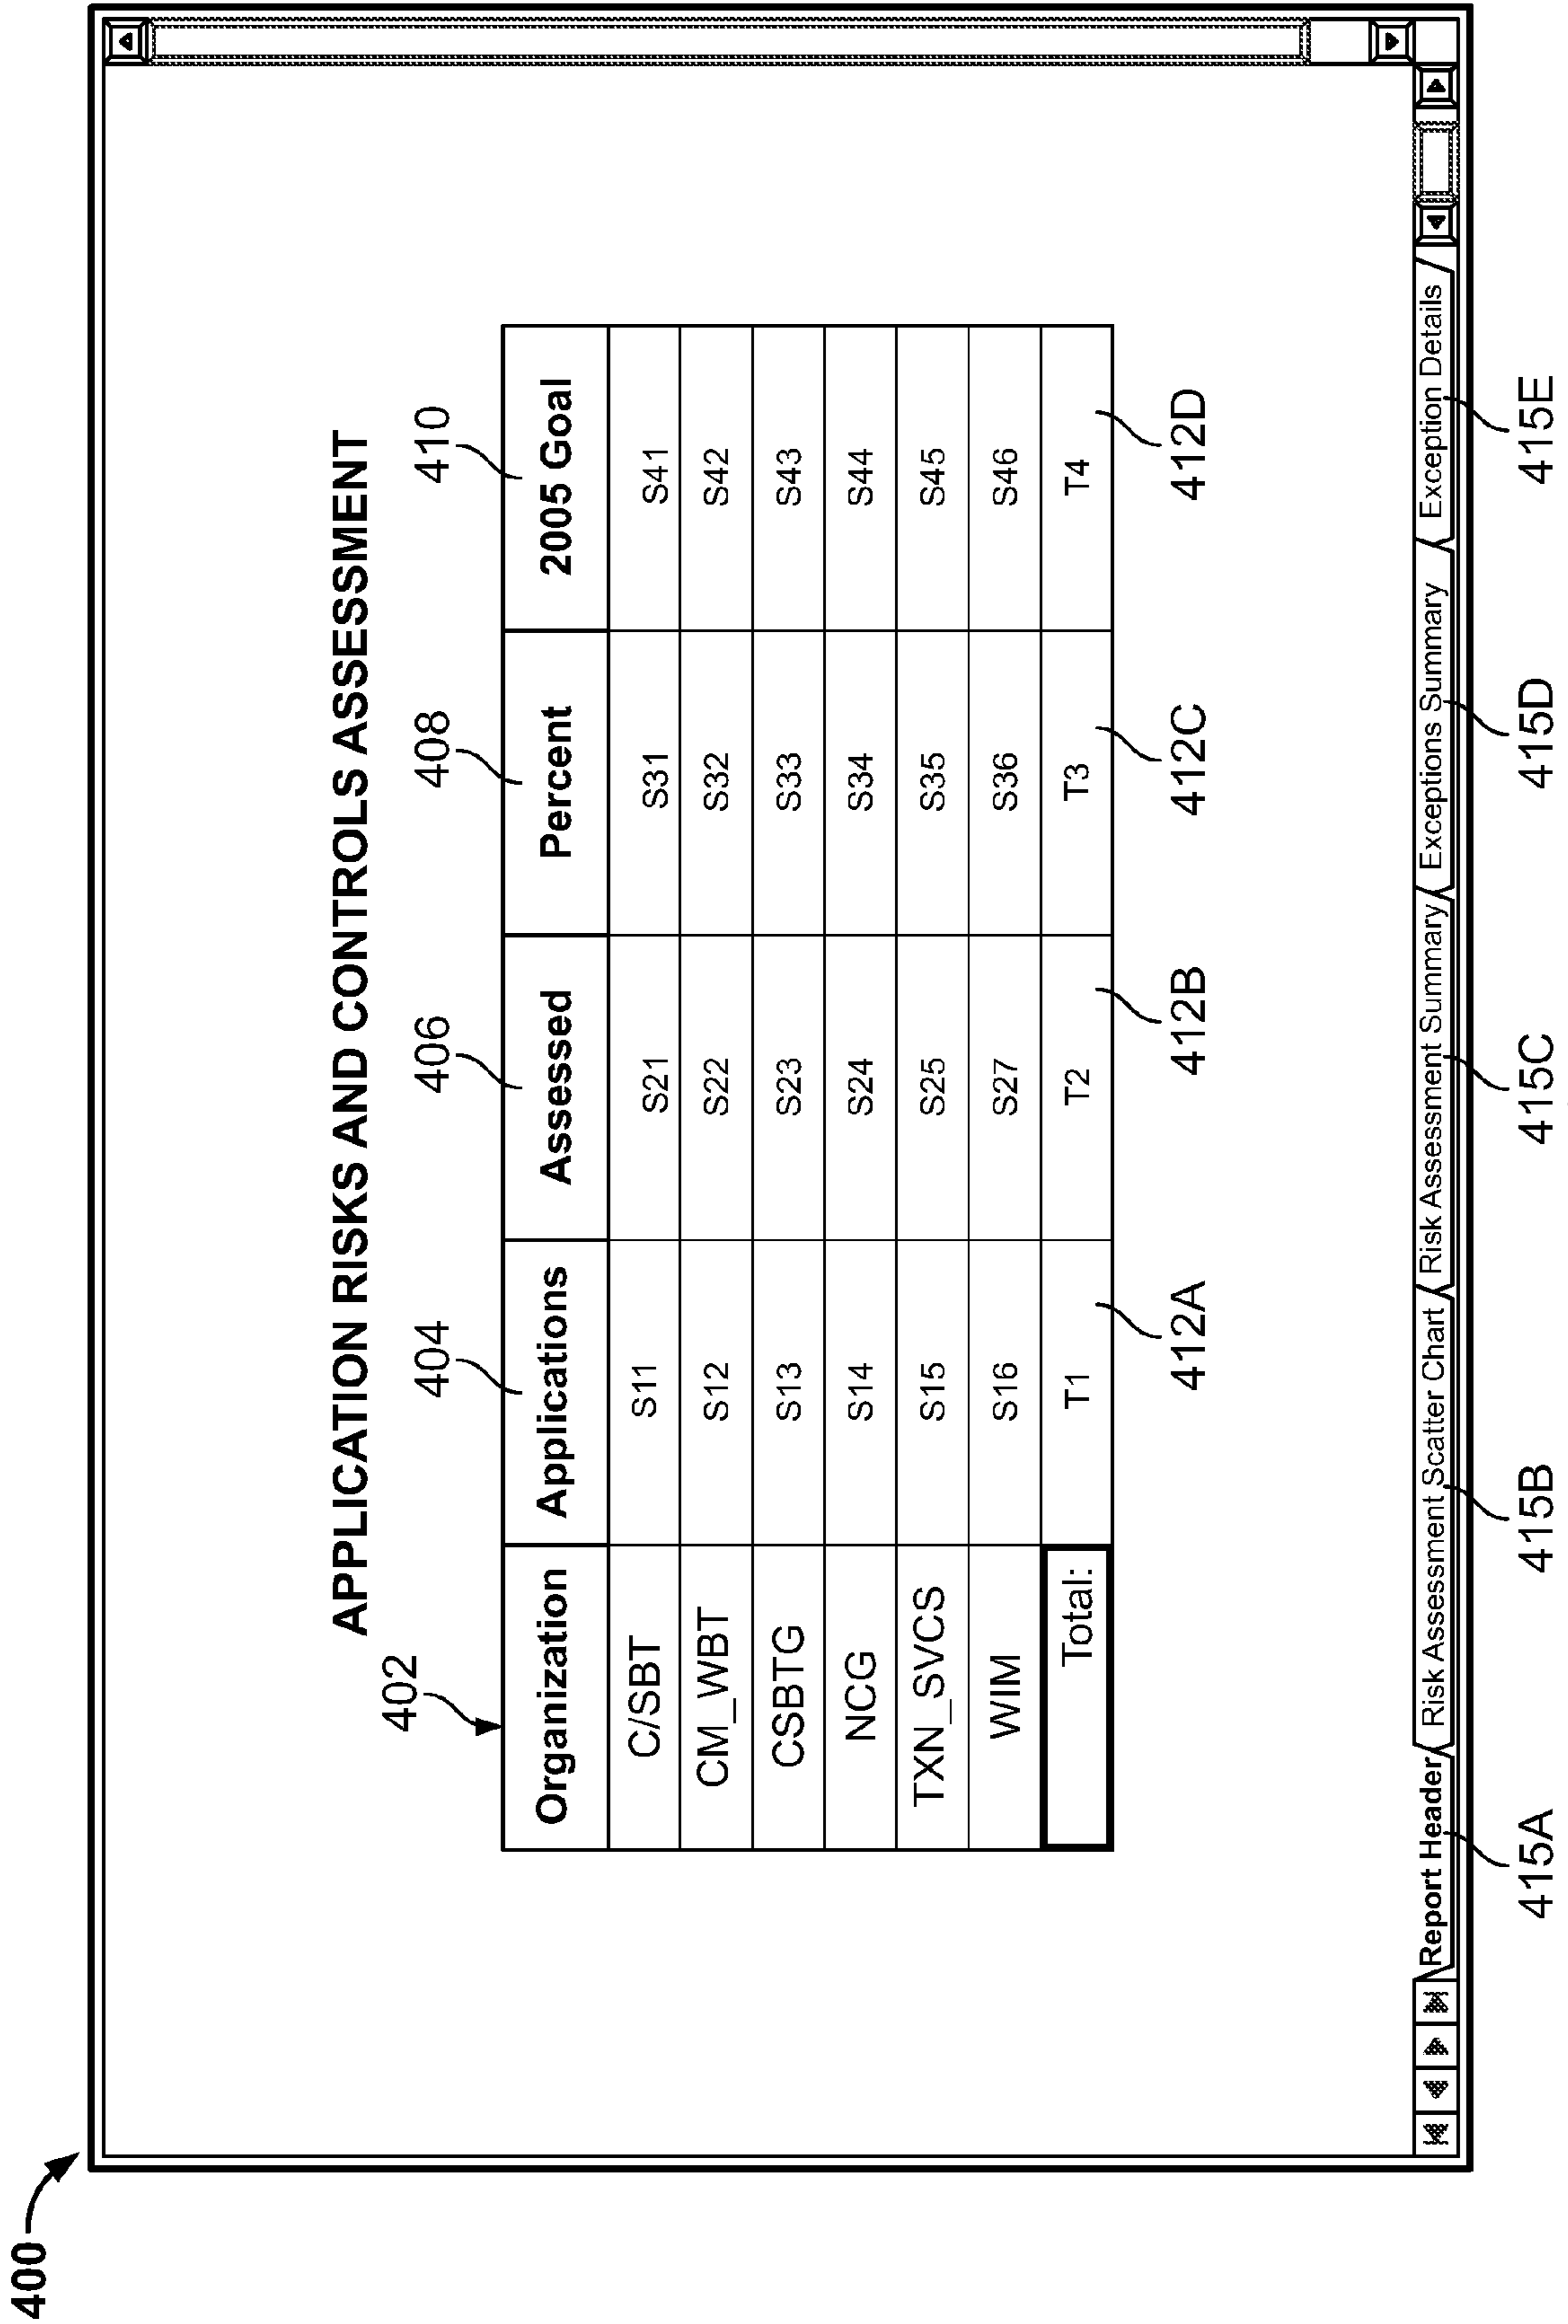 400
APPLICATION RISKS AND CONTROLS ASSESSMENT
402 404 406 408 410
Organization Applications Assessed Percent 2005 Goal
C/SBT S11 S21 S31 S41
CM_WBT S12 S22 S32 S42
CSBTG S13 S23 S33 S43
NCG S14 S24 S34 S44
TXN_SVCS S15 S25 S35 S45
WIM S16 S27 S36 S46
Total: T1 T2 T3 T4
412A 412B 412C 412D
Report Header Risk Assessment Scatter Chart Risk Assessment Summary Exceptions Summary Exception Details
415A 415B 415C 415D 415E